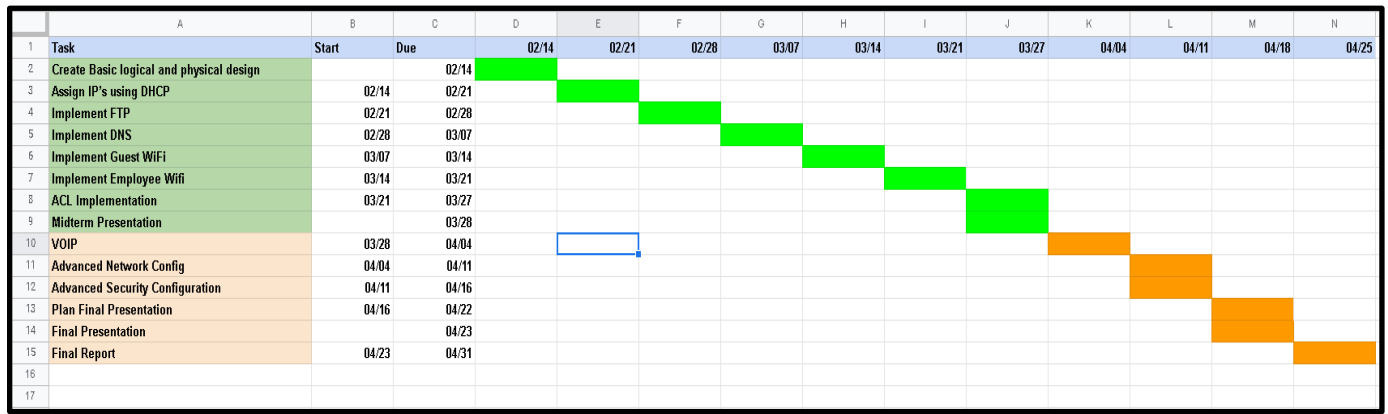 A B C D E F G H I J K L M N
1 Task Start Due 02/14 02/21 02/28 03/07 03/14 03/21 03/27 04/04 04/11 04/18 04/25
2 Create Basic logical and physical design 02/14
3 Assign IP's using DHCP 02/14 02/21
4 Implement FTP 02/21 02/28
5 Implement DNS 02/28 03/07
6 Implement Guest WiFi 03/07 03/14
7 Implement Employee Wifi 03/14 03/21
8 ACL Implementation 03/21 03/27
9 Midterm Presentation 03/28
10 VOIP 03/28 04/04
11 Advanced Network Config 04/04 04/11
12 Advanced Security Configuration 04/11 04/16
13 Plan Final Presentation 04/16 04/22
14 Final Presentation 04/23
15 Final Report 04/23 04/31
16
17